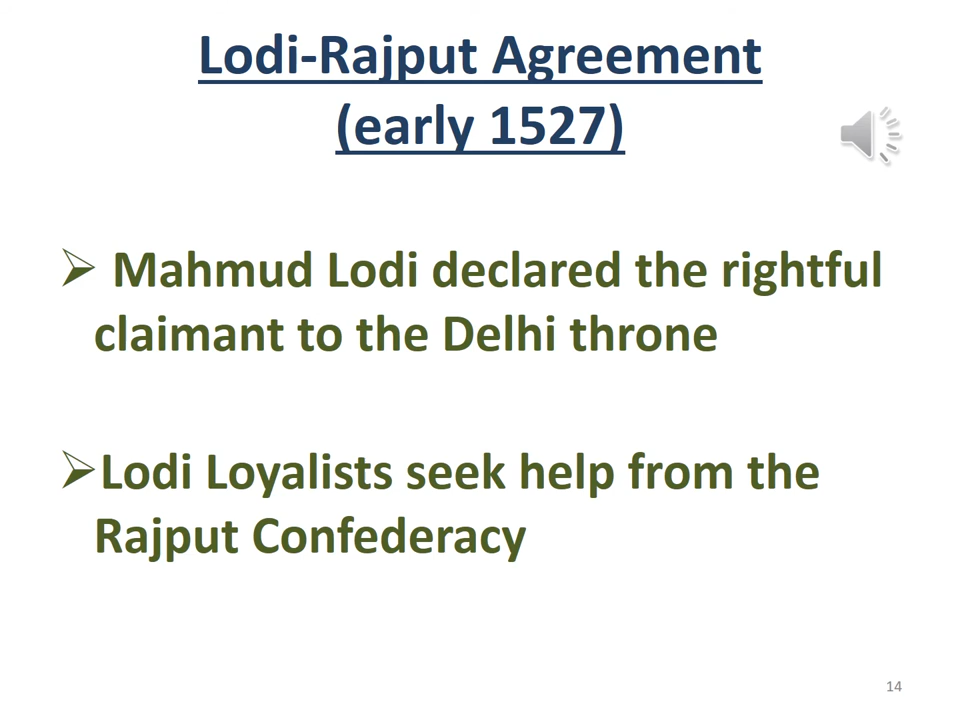 Lodi-Rajput Agreement
(early 1527)
➢ Mahmud Lodi declared the rightful
claimant to the Delhi throne
➢Lodi Loyalists seek help from the
Rajput Confederacy
14